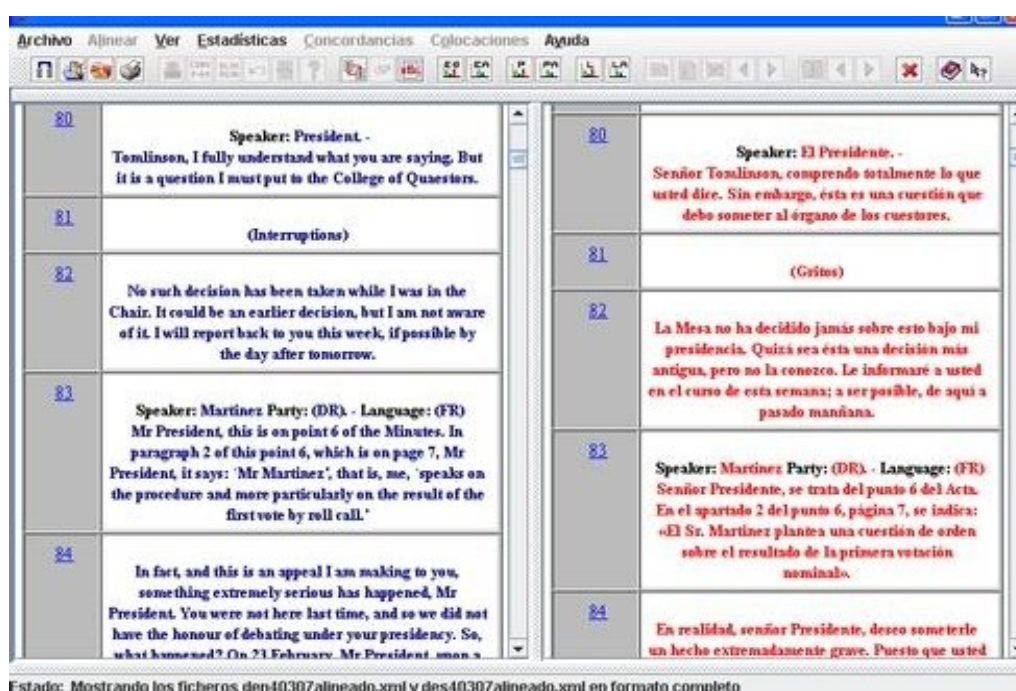 Archivo Alinear Ver Estadísticas Concordancias Colocaciones Ayuda
80
Speaker: President. -
Tomlinson, I fully understand what you are saying. But
it is a question I must put to the College of Quaestors.
81
(Interruptions)
82
No such decision has been taken while I was in the
Chair. It could be an earlier decision, but I am not aware
of it. I will report back to you this week, if possible by
the day after tomorrow.
83
Speaker: Martinez Party: (DR). - Language: (FR)
Mr President, this is on point 6 of the Minutes. In
paragraph 2 of this point 6, which is on page 7, Mr
President, it says: 'Mr Martinez', that is, me, 'speaks on
the procedure and more particularly on the result of the
first vote by roll call.'
84
In fact, and this is an appeal I am making to you,
something extremely serious has happened, Mr
President. You were not here last time, and so we did not
have the honour of debating under your presidency. So,
what happened? On 23 February, Mr President, upon a
80
Speaker: El Presidente. -
Senñor Tomlinson, comprendo totalmente lo que
usted dice. Sin embargo, ésta es una cuestión que
debo someter al órgano de los cuestores.
81
(Gritos)
82
La Mesa no ha decidido jamás sobre esto bajo mi
presidencia. Quizá sea ésta una decisión más
antigua, pero no la conozco. Le informaré a usted
en el curso de esta semana; a ser posible, de aquí a
pasado manñana.
83
Speaker: Martinez Party: (DR). - Language: (FR)
Senñor Presidente, se trata del punto 6 del Acta.
En el apartado 2 del punto 6, página 7, se indica:
«El Sr. Martinez plantea una cuestión de orden
sobre el resultado de la primera votación
nominal».
84
En realidad, senñor Presidente, deseo someterle
un hecho extremadamente grave. Puesto que usted
Estado: Mostrando los ficheros den40307alineado.xml y des40307alineado.xml en formato completo